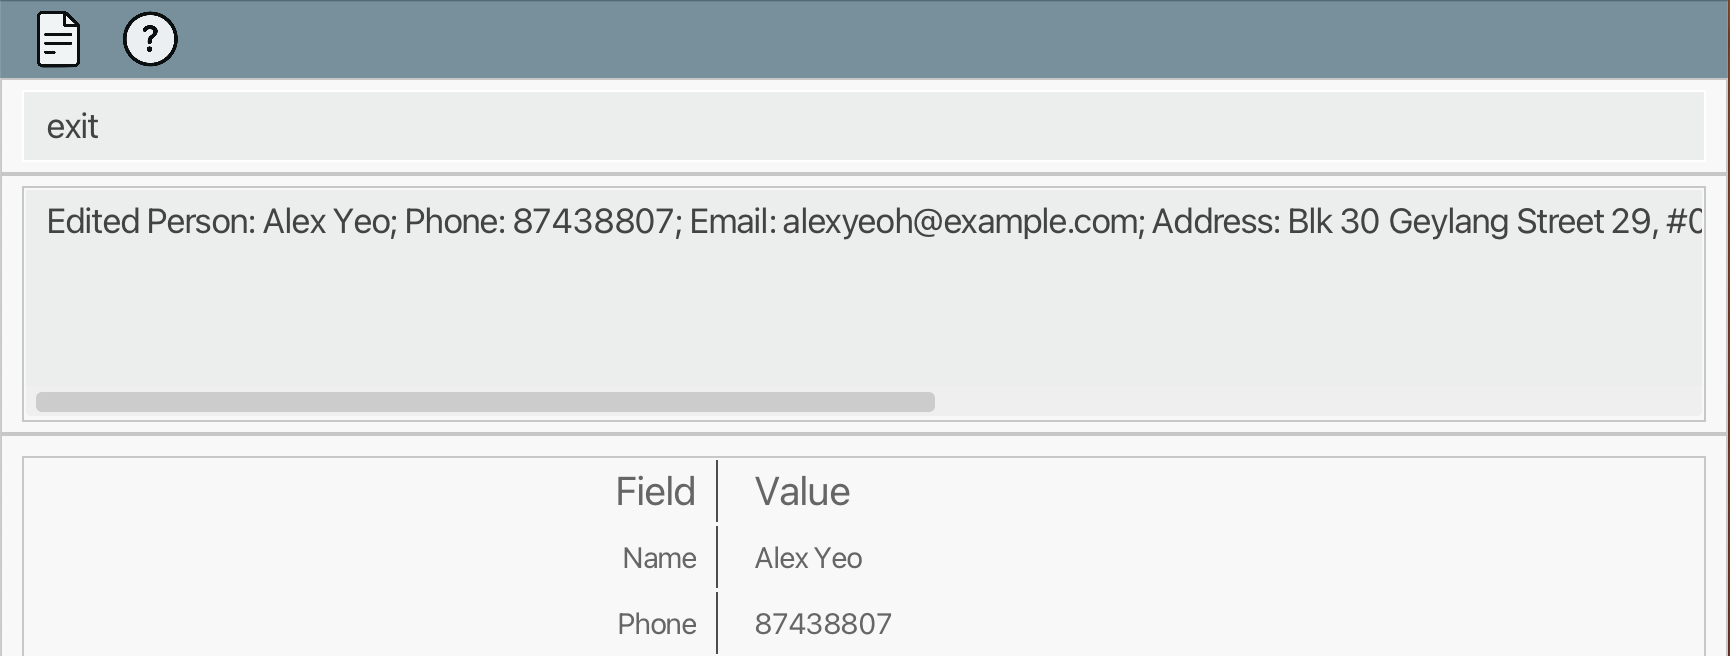 ?
exit
Edited Person: Alex Yeo; Phone: 87438807; Email: alexyeoh@example.com; Address: Blk 30 Geylang Street 29,
Field Value
Name Alex Yeo
Phone 87438807